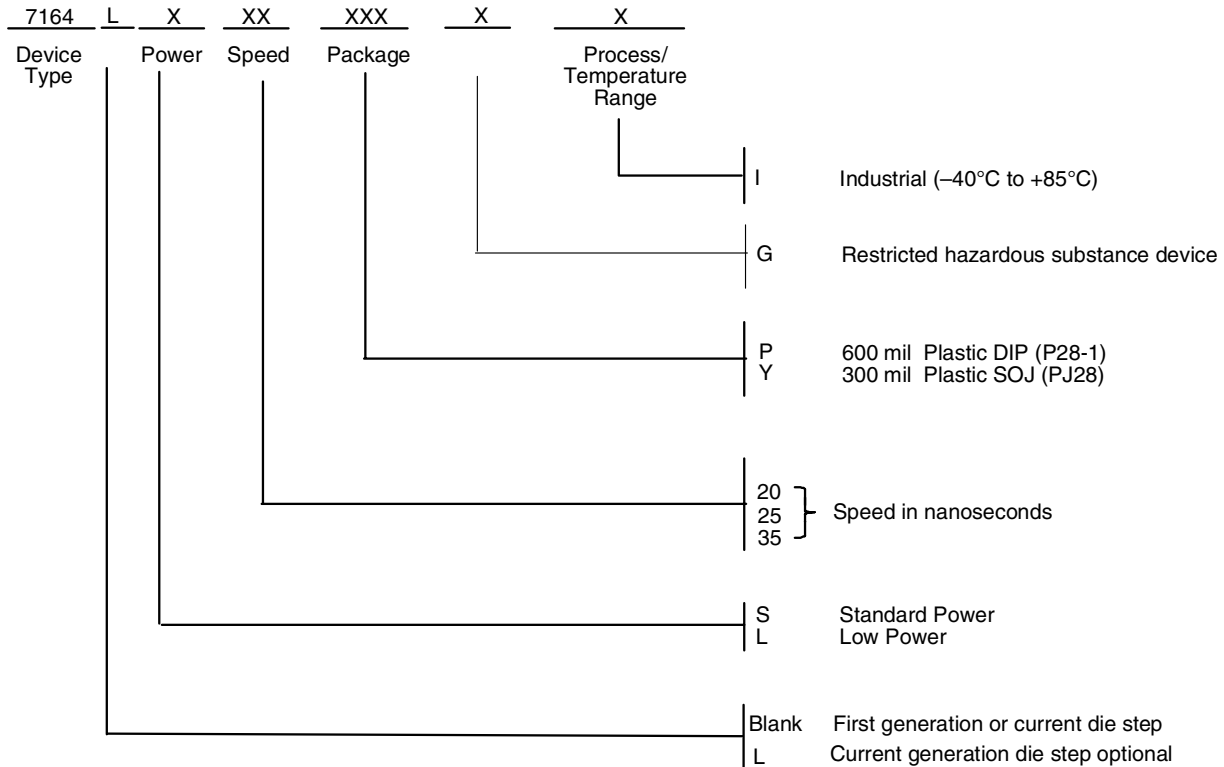 7164 L X XX XXX X X
Device Type Power Speed Package Process/ Temperature Range
I Industrial (–40°C to +85°C)
G Restricted hazardous substance device
P 600 mil Plastic DIP (P28-1)
Y 300 mil Plastic SOJ (PJ28)
20
25 Speed in nanoseconds
35
S Standard Power
L Low Power
Blank First generation or current die step
L Current generation die step optional